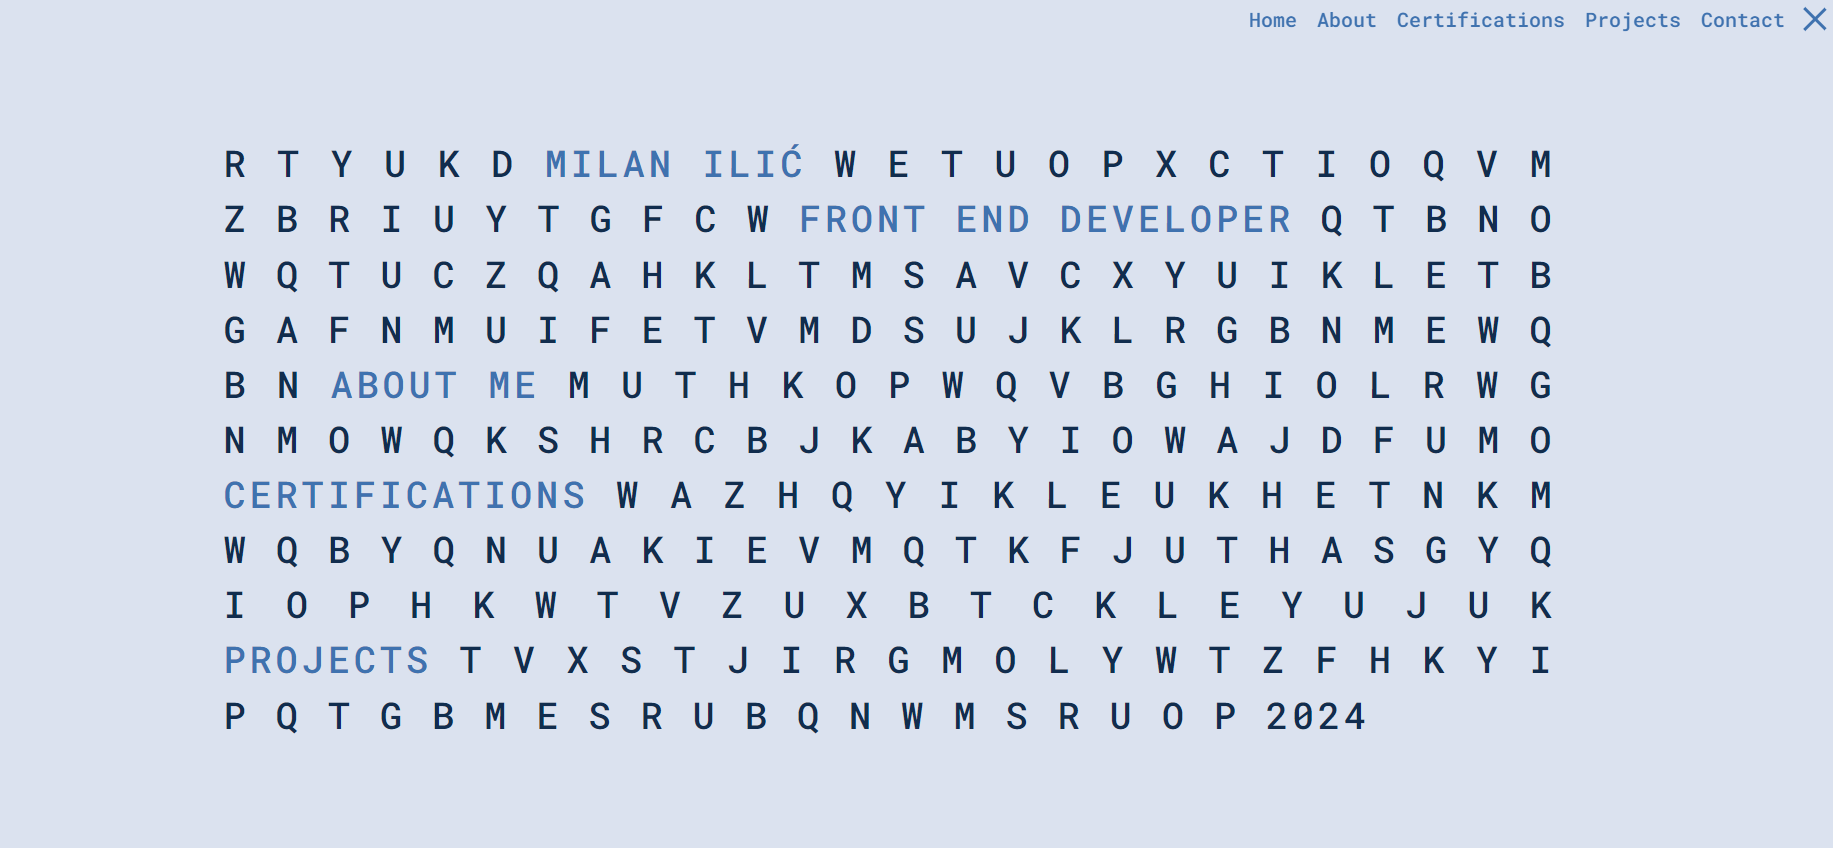 Home About Certifications Projects Contact
R T Y U K D MILAN ILIĆ W E T U O P X C T I O Q V M
Z B R I U Y T G F C W FRONT END DEVELOPER Q T B N O
W Q T U C Z Q A H K L T M S A V C X Y U I K L E T B
G A F N M U I F E T V M D S U J K L R G B N M E W Q
B N ABOUT ME M U T H K O P W Q V B G H I O L R W G
N M O W Q K S H R C B J K A B Y I O W A J D F U M O
CERTIFICATIONS W A Z H Q Y I K L E U K H E T N K M
W Q B Y Q N U A K I E V M Q T K F J U T H A S G Y Q
I O P H K W T V Z U X B T C K L E Y U J U K
PROJECTS T V X S T J I R G M O L Y W T Z F H K Y I
P Q T G B M E S R U B Q N W M S R U O P 2024